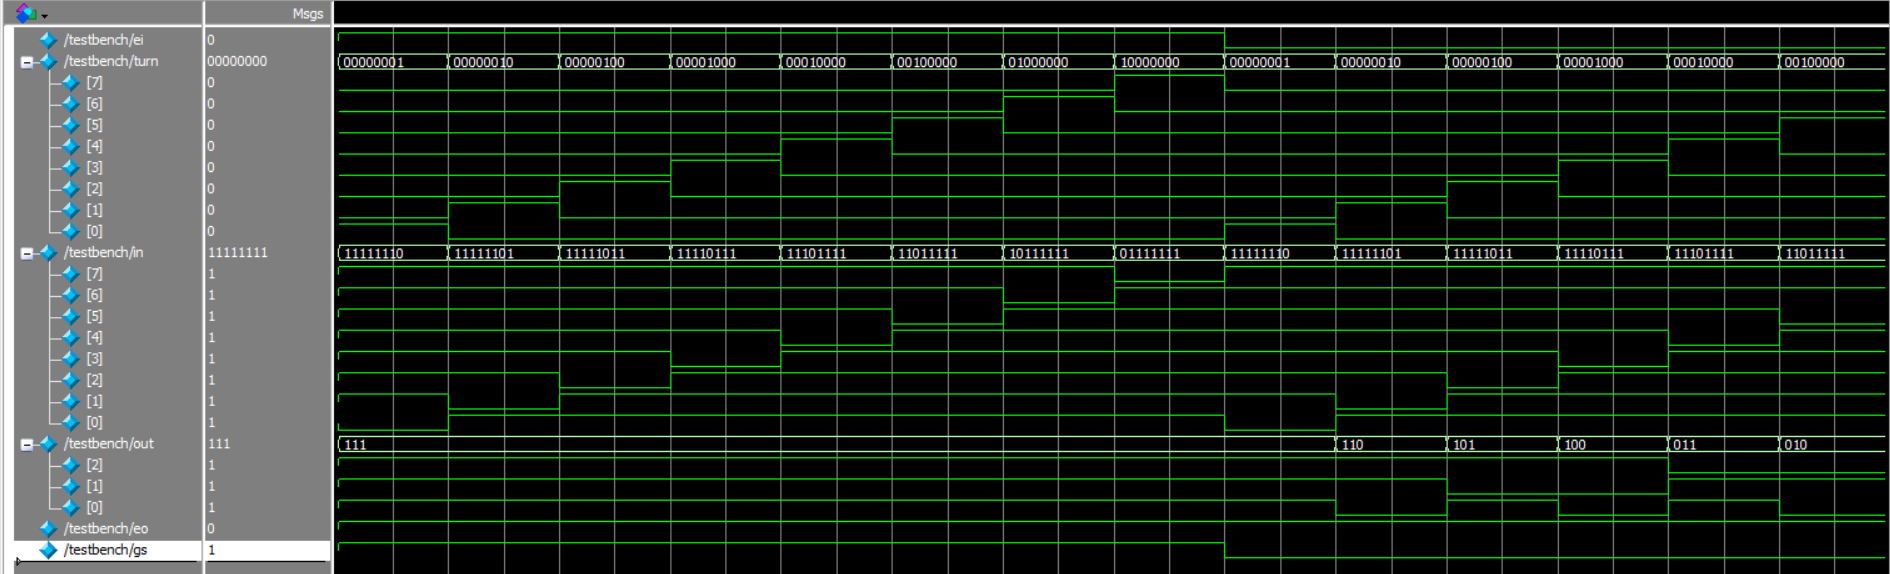 Msgs
/testbench/ei 0
/testbench/turn 00000000 00000001 00000010 00000100 00001000 00010000 00100000 01000000 10000000 00000001 00000010 00000100 00001000 00010000 00100000
[7] 0
[6] 0
[5] 0
[4] 0
[3] 0
[2] 0
[1] 0
[0] 0
/testbench/in 11111111 11111110 11111101 11111011 11110111 11101111 11011111 10111111 01111111 11111110 11111101 11111011 11110111 11101111 11011111
[7] 1
[6] 1
[5] 1
[4] 1
[3] 1
[2] 1
[1] 1
[0] 1
/testbench/out 111 111 110 101 100 011 010
[2] 1
[1] 1
[0] 1
/testbench/eo 0
/testbench/gs 1